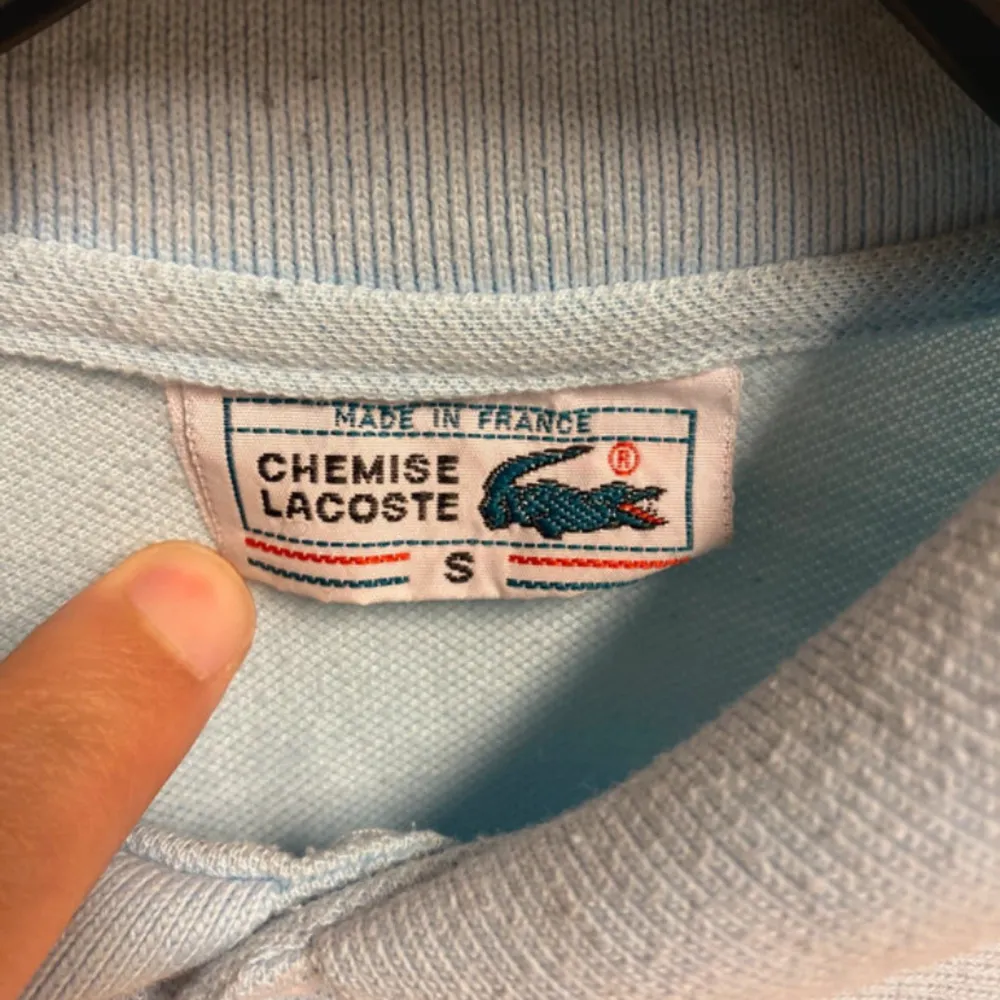 MADE IN FRANCE
CHEMISE
LACOSTE
®
S